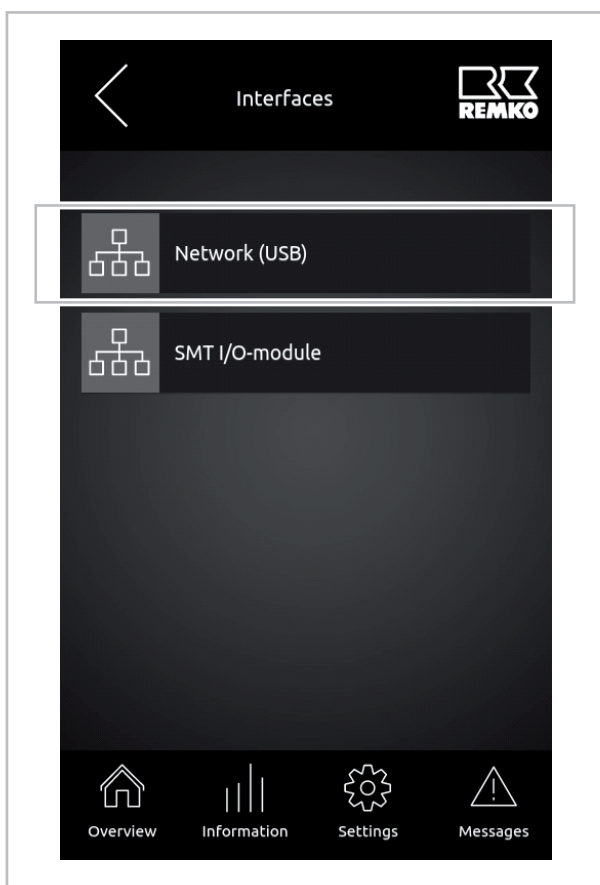 Interfaces
REMKO
Network (USB)
SMT I/O-module
Overview Information Settings Messages